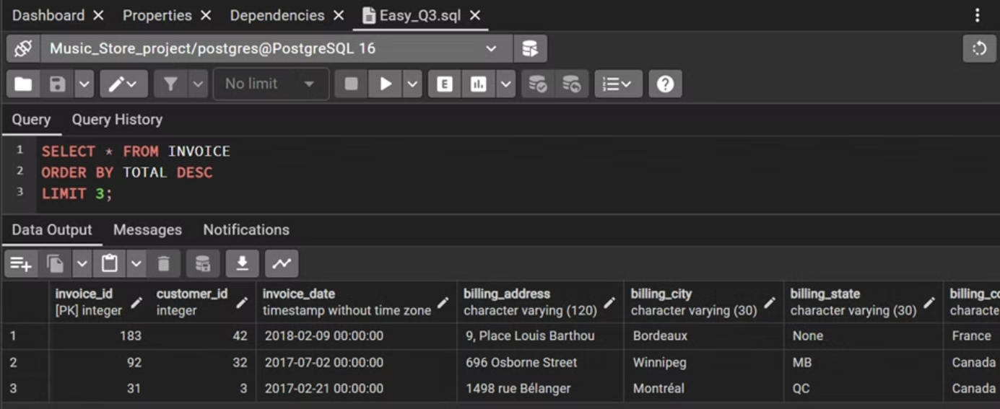 Dashboard Properties Dependencies Easy_Q3.sql
Music_Store_project/postgres@PostgreSQL 16
No limit E
Query Query History
1 SELECT * FROM INVOICE
2 ORDER BY TOTAL DESC
3 LIMIT 3;
Data Output Messages Notifications
invoice_id customer_id invoice_date billing_address billing_city billing_state billing_co
[PK] integer integer timestamp without time zone character varying (120) character varying (30) character varying (30) characte
1 183 42 2018-02-09 00:00:00 9, Place Louis Barthou Bordeaux None France
2 92 32 2017-07-02 00:00:00 696 Osborne Street Winnipeg MB Canada
3 31 3 2017-02-21 00:00:00 1498 rue Bélanger Montréal QC Canada